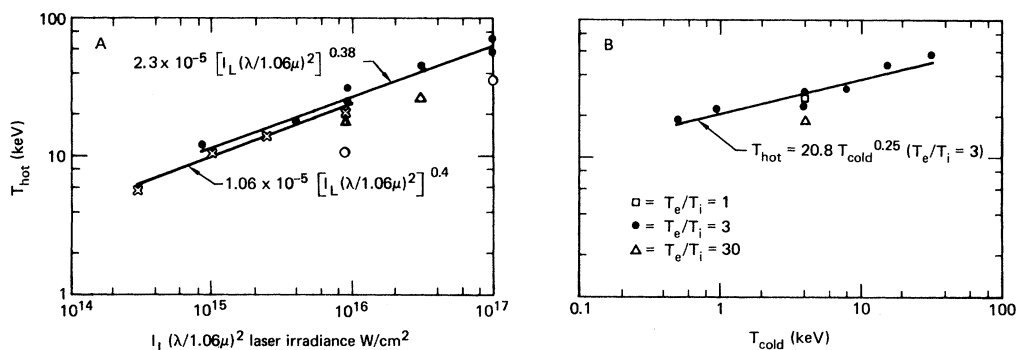 A
100
10
1
T_hot (keV)
2.3 x 10^-5 [I_L(λ/1.06μ)^2]^0.38
1.06 x 10^-5 [I_L(λ/1.06μ)^2]^0.4
10^14 10^15 10^16 10^17
I_L (λ/1.06μ)^2 laser irradiance W/cm^2
B
T_hot = 20.8 T_cold^0.25 (T_e/T_i = 3)
□ = T_e/T_i = 1
● = T_e/T_i = 3
△ = T_e/T_i = 30
0.1 1 10 100
T_cold (keV)